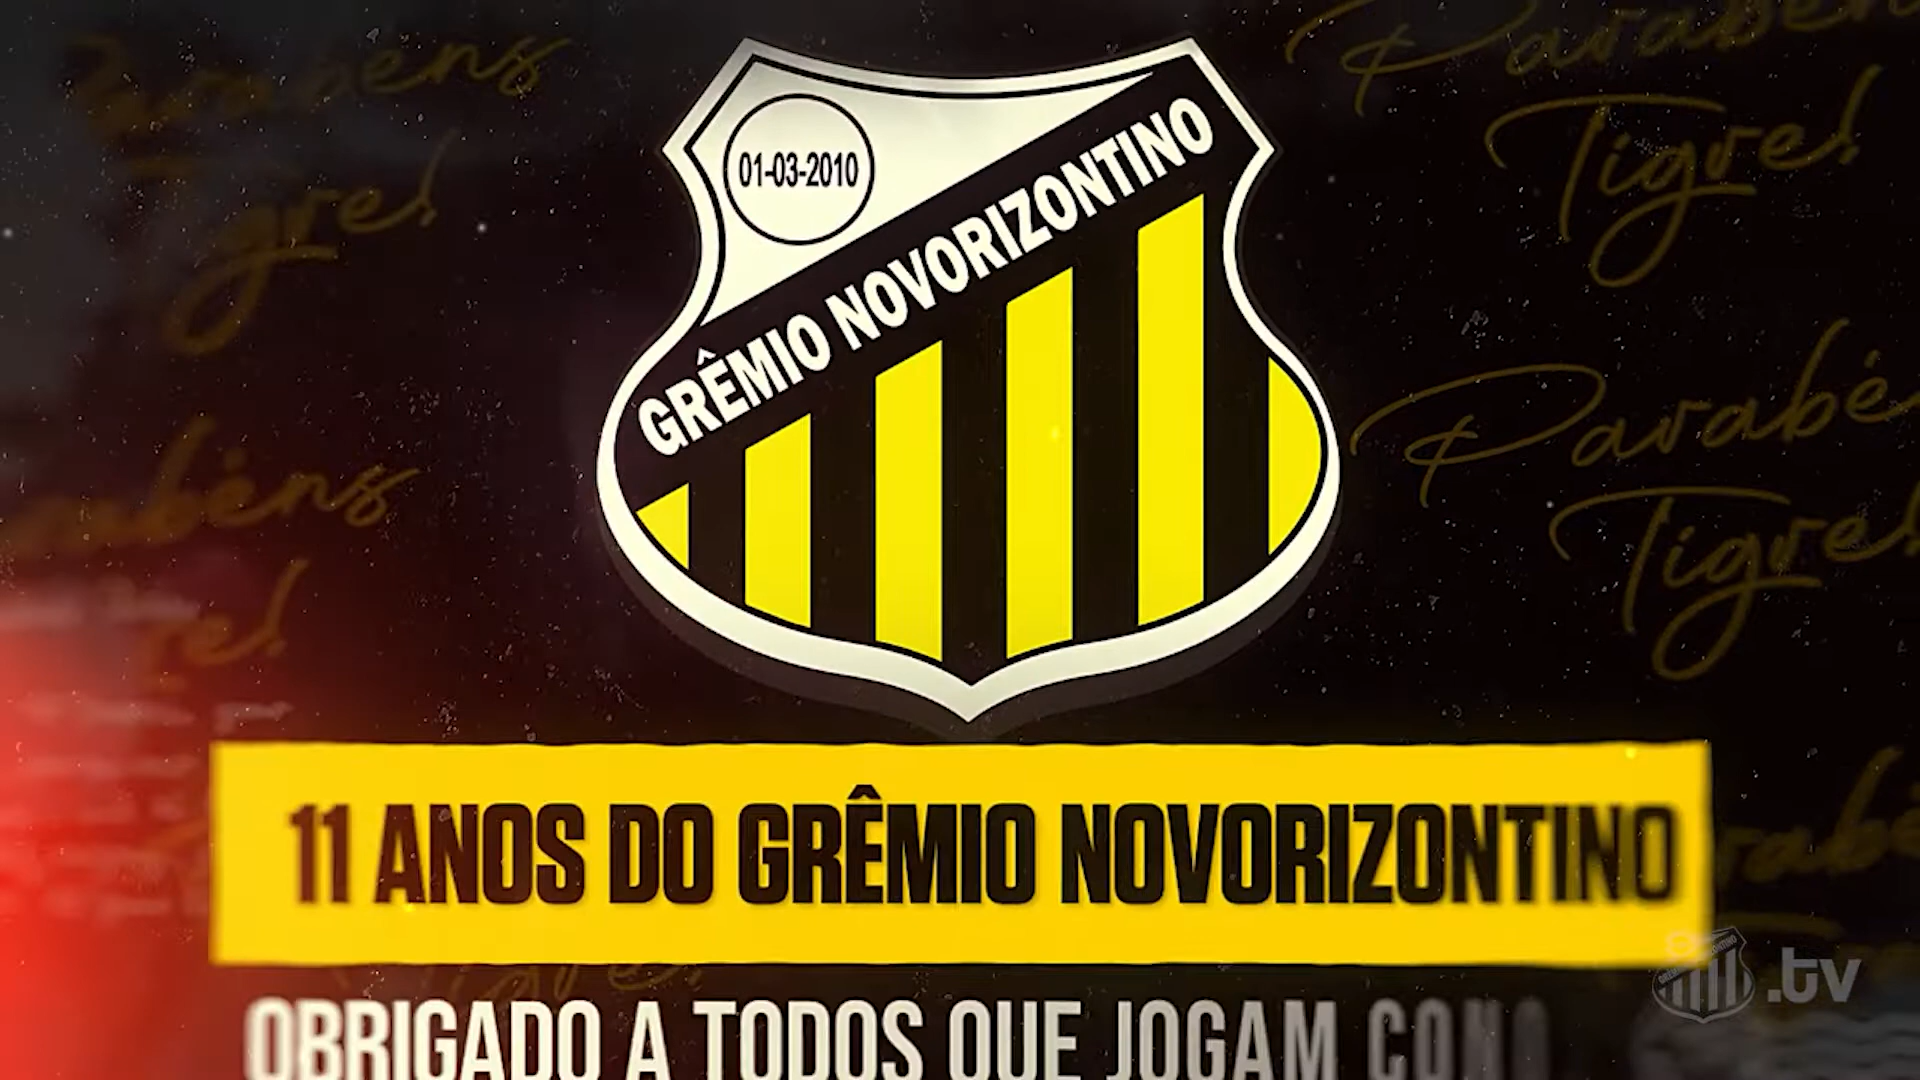 Parabéns
Tigre!
Parabéns
Tigre!
01-03-2010
GRÊMIO NOVORIZONTINO
Tigre!
11 ANOS DO GRÊMIO NOVORIZONTINO
.tv
OBRIGADO A TODOS QUE JOGAM